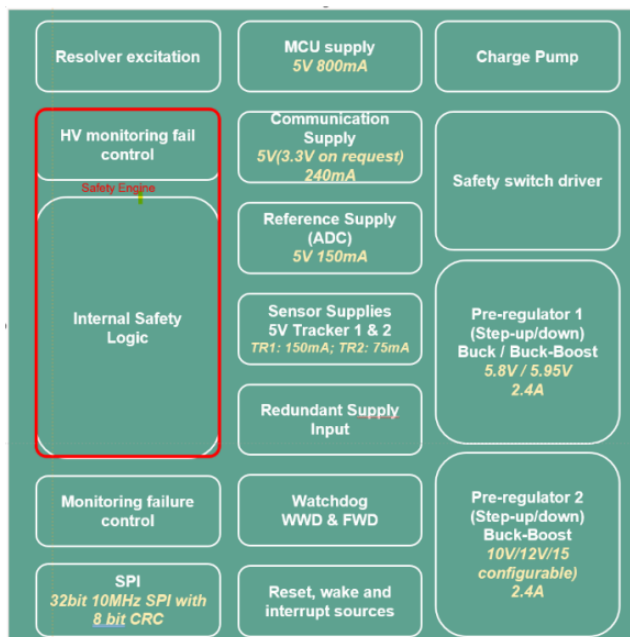 Resolver excitation
MCU supply
5V 800mA
Charge Pump
HV monitoring fail
control
Communication
Supply
5V(3.3V on request)
240mA
Safety switch driver
Safety Engine
Reference Supply
(ADC)
5V 150mA
Internal Safety
Logic
Sensor Supplies
5V Tracker 1 & 2
TR1: 150mA; TR2: 75mA
Pre-regulator 1
(Step-up/down)
Buck / Buck-Boost
5.8V / 5.95V
2.4A
Redundant Supply
Input
Monitoring failure
control
Watchdog
WWD & FWD
Pre-regulator 2
(Step-up/down)
Buck-Boost
10V/12V/15
configurable)
2.4A
SPI
32bit 10MHz SPI with
8 bit CRC
Reset, wake and
interrupt sources